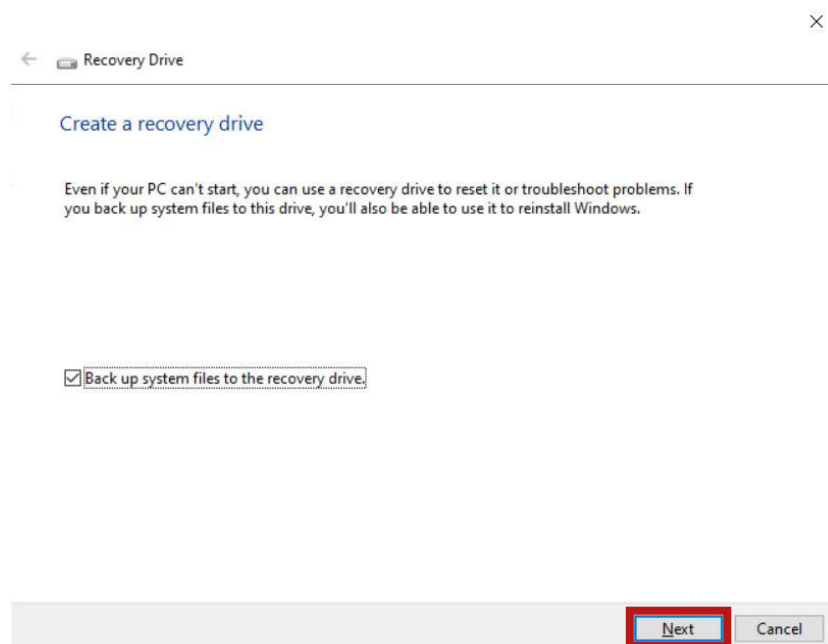 Recovery Drive
Create a recovery drive
Even if your PC can't start, you can use a recovery drive to reset it or troubleshoot problems. If
you back up system files to this drive, you'll also be able to use it to reinstall Windows.
Back up system files to the recovery drive.
Next Cancel